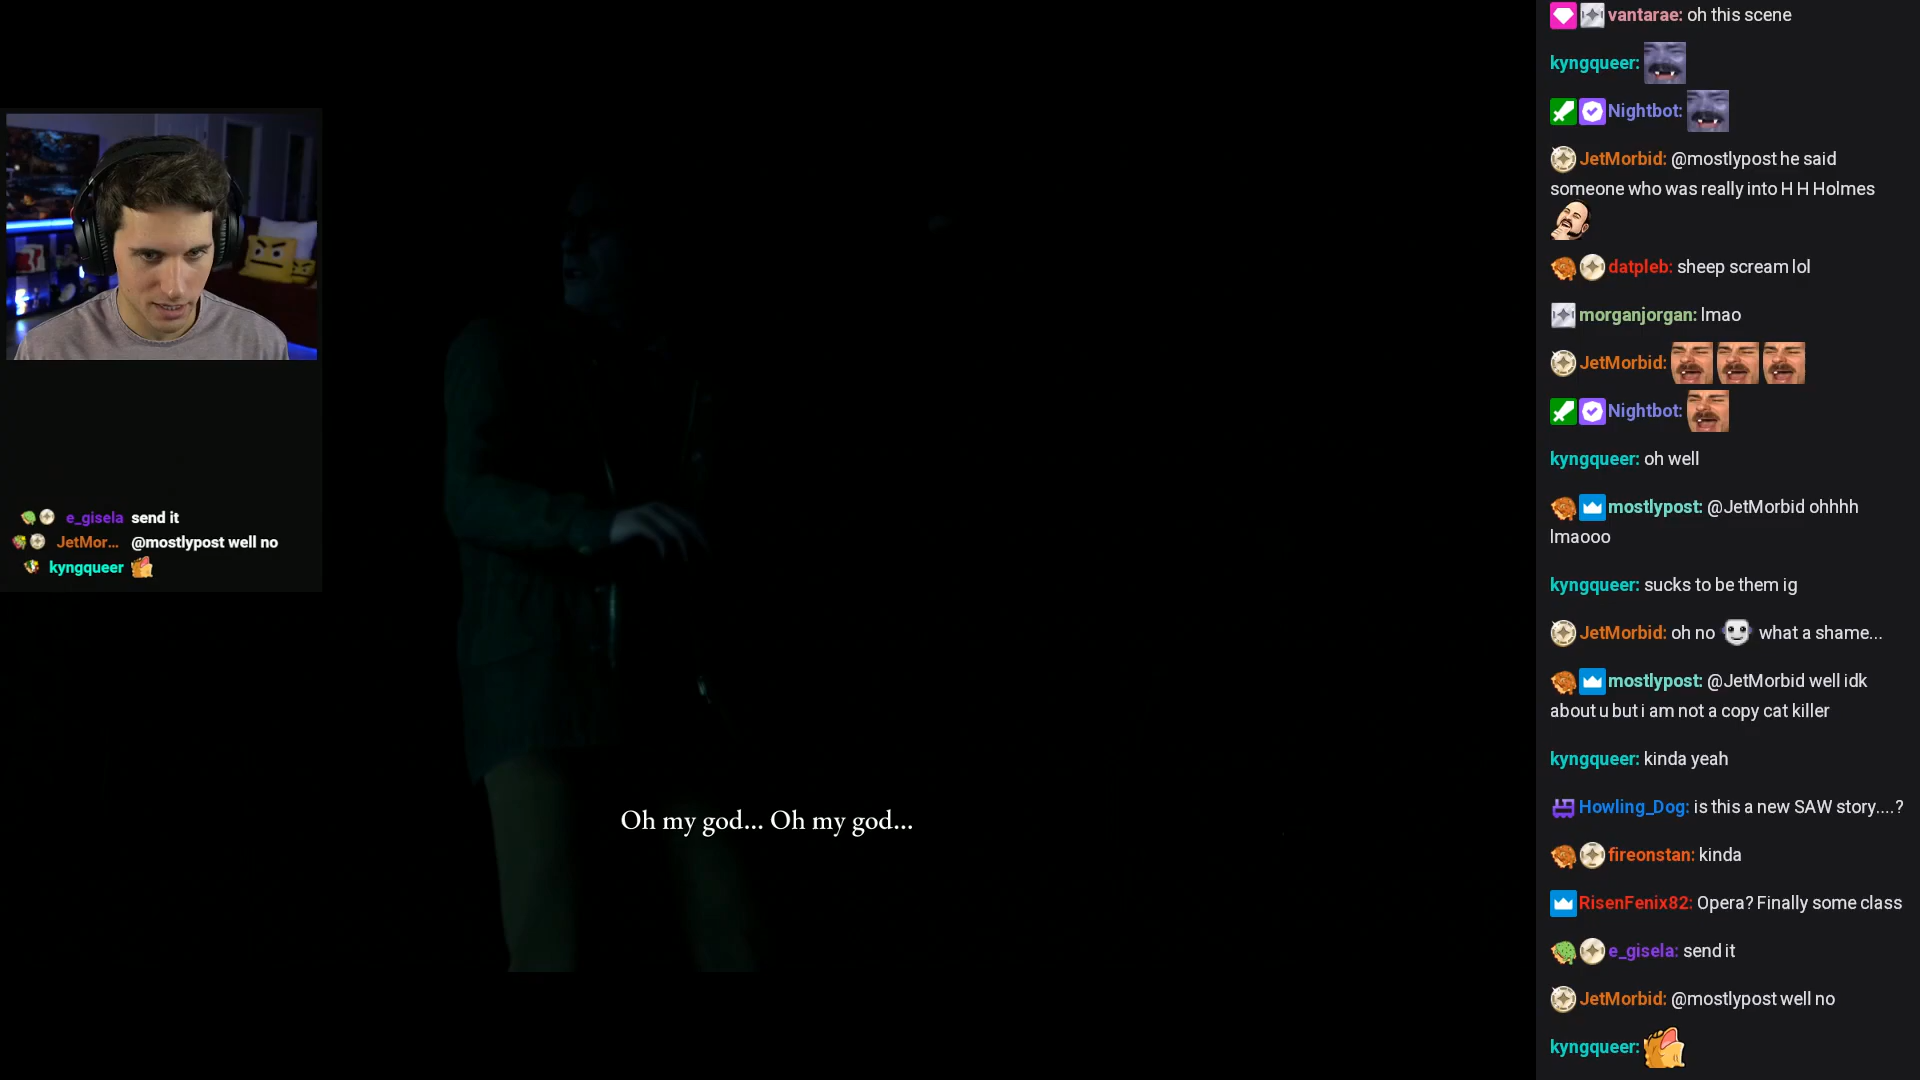 vantarae: oh this scene
kyngqueer:
Nightbot:
JetMorbid: @mostlypost he said
someone who was really into H H Holmes
datpleb: sheep scream lol
morganjorgan: lmao
JetMorbid:
Nightbot:
kyngqueer: oh well
mostlypost: @JetMorbid ohhhh
lmaooo
kyngqueer: sucks to be them ig
JetMorbid: oh no what a shame...
mostlypost: @JetMorbid well idk
about u but i am not a copy cat killer
kyngqueer: kinda yeah
Howling_Dog: is this a new SAW story....?
fireonstan: kinda
RisenFenix82: Opera? Finally some class
e_gisela: send it
JetMorbid: @mostlypost well no
kyngqueer:
e_gisela send it
JetMor... @mostlypost well no
kyngqueer
Oh my god... Oh my god...